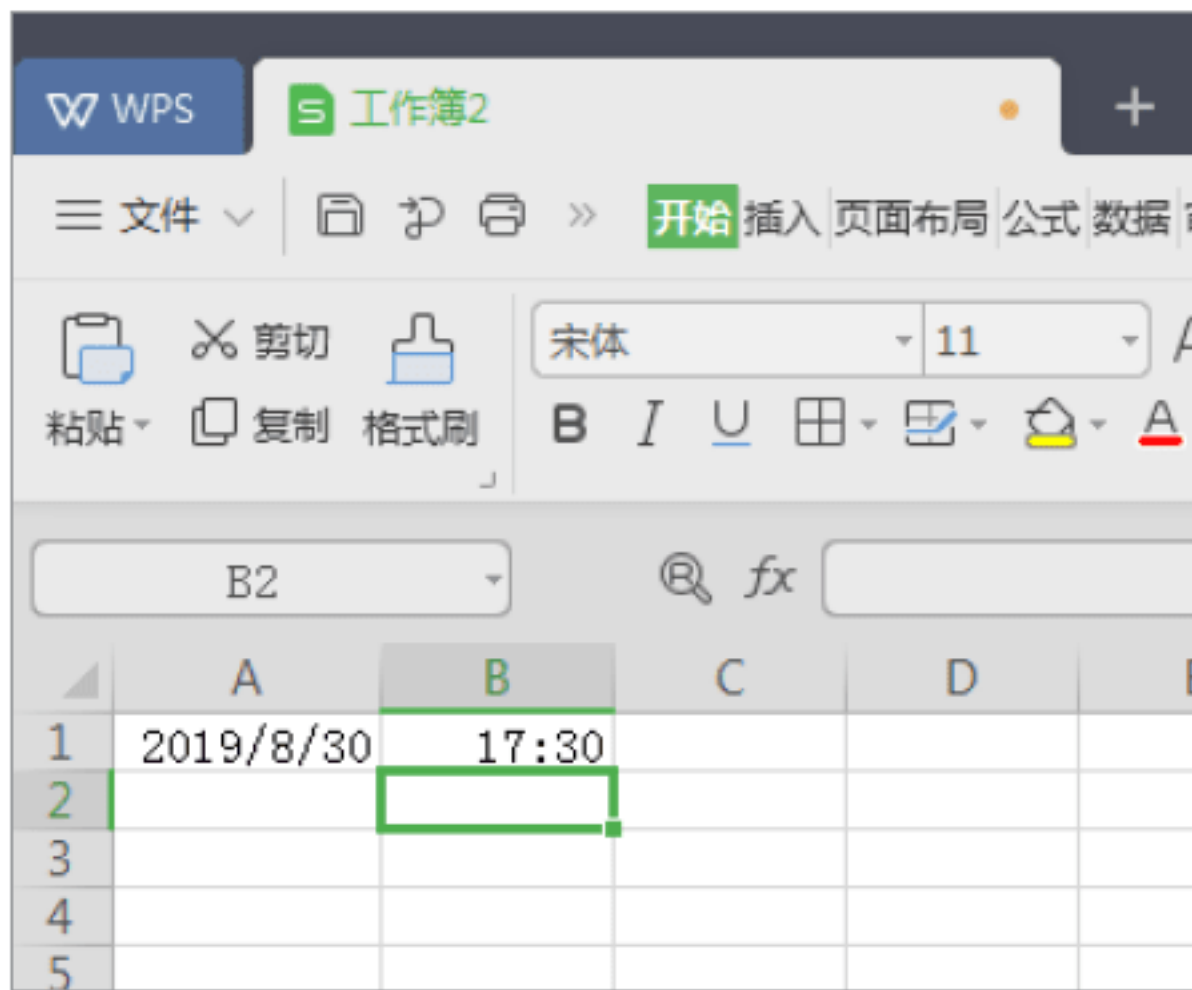 WPS 工作簿2
文件 开始 插入 页面布局 公式 数据
剪切 宋体 11
粘贴 复制 格式刷 B I U A
B2 fx
A B C D
1 2019/8/30 17:30
2
3
4
5